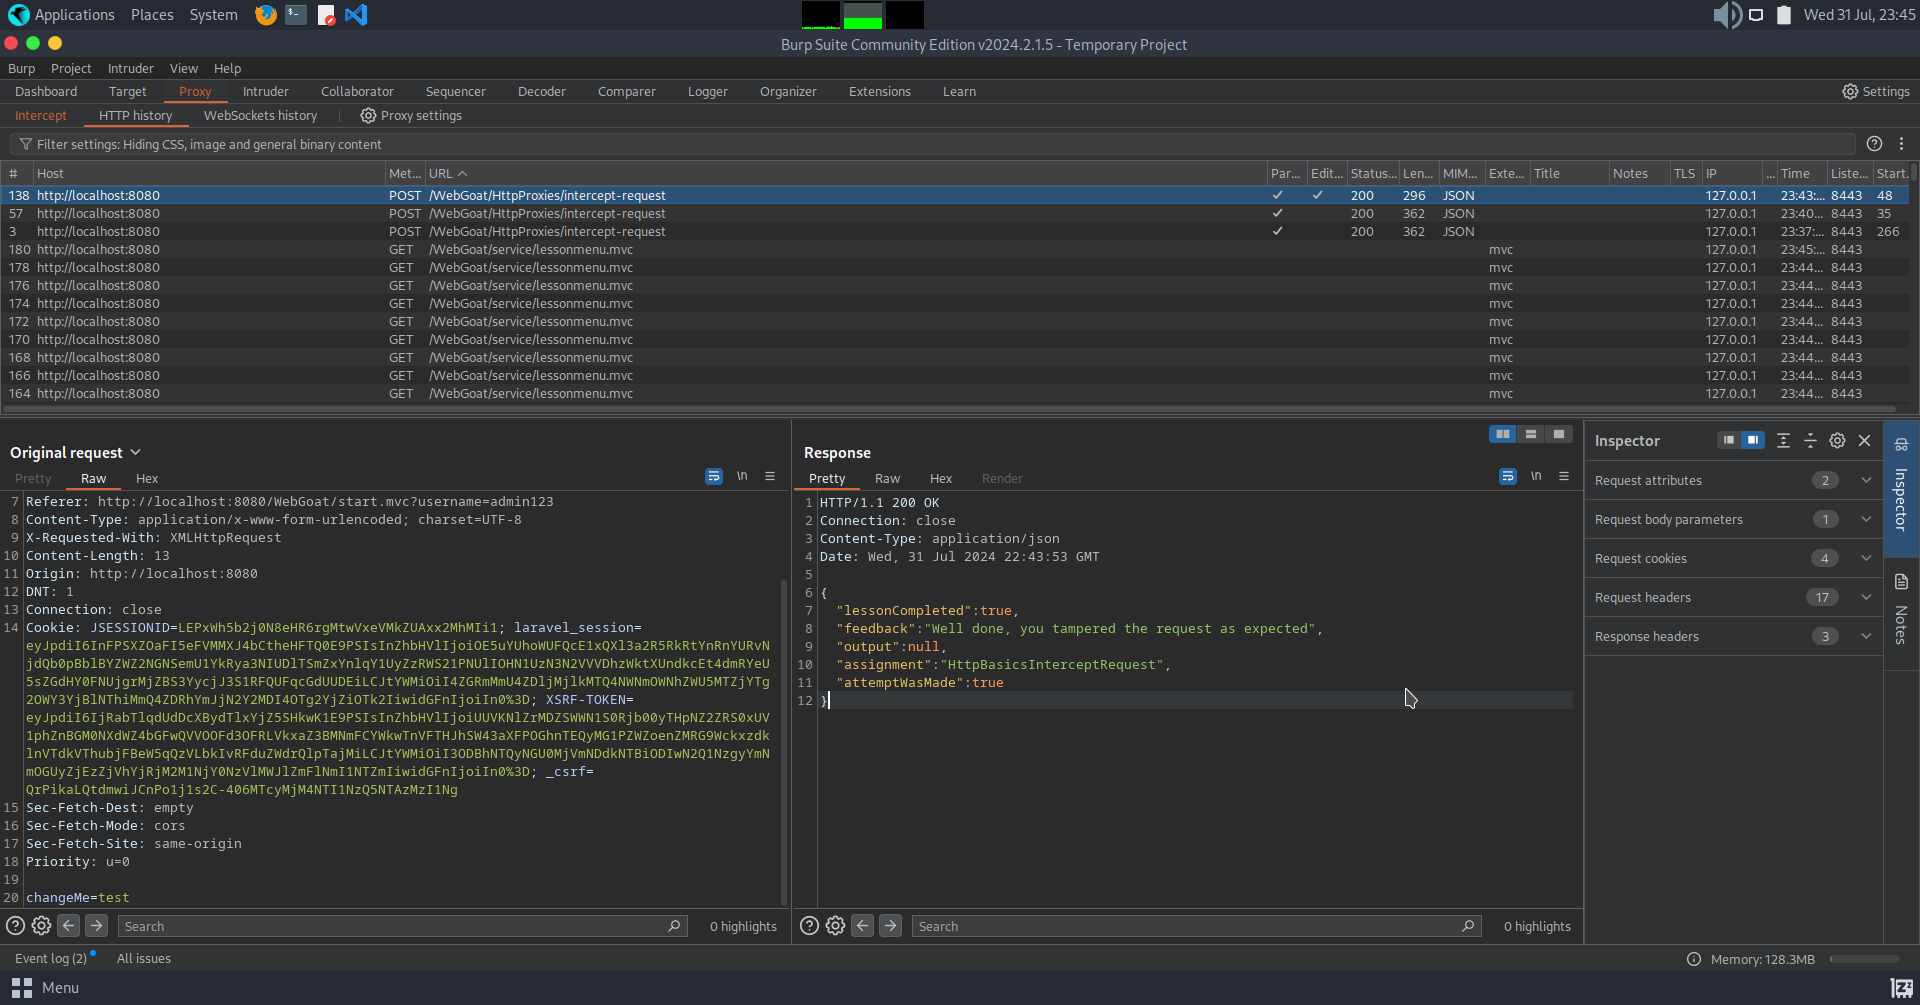 Applications Places System Wed 31 Jul, 23:45
Burp Suite Community Edition v2024.2.1.5 - Temporary Project
Burp Project Intruder View Help
Dashboard Target Proxy Intruder Collaborator Sequencer Decoder Comparer Logger Organizer Extensions Learn Settings
Intercept HTTP history WebSockets history Proxy settings
Filter settings: Hiding CSS, image and general binary content
# Host Met... URL Par... Edit... Status... Len... MIM... Exte... Title Notes TLS IP ... Time Liste... Start.
138 http://localhost:8080 POST /WebGoat/HttpProxies/intercept-request ✓ ✓ 200 296 JSON 127.0.0.1 23:43:... 8443 48
57 http://localhost:8080 POST /WebGoat/HttpProxies/intercept-request ✓ 200 362 JSON 127.0.0.1 23:40... 8443 35
3 http://localhost:8080 POST /WebGoat/HttpProxies/intercept-request ✓ 200 362 JSON 127.0.0.1 23:37:... 8443 266
180 http://localhost:8080 GET /WebGoat/service/lessonmenu.mvc mvc 127.0.0.1 23:45:... 8443
178 http://localhost:8080 GET /WebGoat/service/lessonmenu.mvc mvc 127.0.0.1 23:44... 8443
176 http://localhost:8080 GET /WebGoat/service/lessonmenu.mvc mvc 127.0.0.1 23:44... 8443
174 http://localhost:8080 GET /WebGoat/service/lessonmenu.mvc mvc 127.0.0.1 23:44... 8443
172 http://localhost:8080 GET /WebGoat/service/lessonmenu.mvc mvc 127.0.0.1 23:44... 8443
170 http://localhost:8080 GET /WebGoat/service/lessonmenu.mvc mvc 127.0.0.1 23:44... 8443
168 http://localhost:8080 GET /WebGoat/service/lessonmenu.mvc mvc 127.0.0.1 23:44... 8443
166 http://localhost:8080 GET /WebGoat/service/lessonmenu.mvc mvc 127.0.0.1 23:44... 8443
164 http://localhost:8080 GET /WebGoat/service/lessonmenu.mvc mvc 127.0.0.1 23:44... 8443
Original request
Pretty Raw Hex \n
7 Referer: http://localhost:8080/WebGoat/start.mvc?username=admin123
8 Content-Type: application/x-www-form-urlencoded; charset=UTF-8
9 X-Requested-With: XMLHttpRequest
10 Content-Length: 13
11 Origin: http://localhost:8080
12 DNT: 1
13 Connection: close
14 Cookie: JSESSIONID=LEPxWh5b2j0N8eHR6rgMtwVxeVMkZUAxx2MhMIi1; laravel_session=
eyJpdiI6InFPSXZOaFI5eFVMMXJ4bCtheHFTQ0E9PSIsInZhbHVlIjoiOE5uYUhoWUFQcE1xQXl3a2R5RkRtYnRnYURvN
jdQb0pBblBYZWZ2NGNSemU1YkRya3NIUDlTSmZxYnlqY1UyZzRWS21PNUlIOHN1UzN3N2VVVDhzWktXUndkcEt4dmRYeU
5sZGdHY0FNUjgrMjZBS3YycjJ3S1RFQUFqcGdUUDEiLCJtYWMiOiI4ZGRmMmU4ZDljMjlkMTQ4NWNmOWNhZWU5MTZjYTg
2OWY3YjBlNThiMmQ4ZDRhYmJjN2Y2MDI4OTg2YjZiOTk2IiwidGFnIjoiIn0%3D; XSRF-TOKEN=
eyJpdiI6IjRabTlqdUdDcXBydTlxYjZ5SHkwK1E9PSIsInZhbHVlIjoiUUVKNlZrMDZSWWN1S0Rjb00yTHpNZ2ZRS0xUV
1phZnBGM0NXdWZ4bGFwQVVOOFd3OFRLVkxaZ3BMNmFCYWkwTnVFTHJhSW43aXFPOGhnTEQyMG1PZWZoenZMRG9Wckxzdk
lnVTdkVThubjFBeW5qQzVLbkIvRFduZWdrQlpTajMiLCJtYWMiOiI3ODBhNTQyNGU0MjVmNDdkNTBiODIwN2Q1NzgyYmN
mOGUyZjEzZjVhYjRjM2M1NjY0NzVlMWJlZmFlNmI1NTZmIiwidGFnIjoiIn0%3D; _csrf=
QrPikaLQtdmwiJCnPo1j1s2C-406MTcyMjM4NTI1NzQ5NTAzMzI1Ng
15 Sec-Fetch-Dest: empty
16 Sec-Fetch-Mode: cors
17 Sec-Fetch-Site: same-origin
18 Priority: u=0
19
20 changeMe=test
Search 0 highlights
Response
Pretty Raw Hex Render \n
1 HTTP/1.1 200 OK
2 Connection: close
3 Content-Type: application/json
4 Date: Wed, 31 Jul 2024 22:43:53 GMT
5
6 {
7 "lessonCompleted":true,
8 "feedback":"Well done, you tampered the request as expected",
9 "output":null,
10 "assignment":"HttpBasicsInterceptRequest",
11 "attemptWasMade":true
12 }
Search 0 highlights
Inspector
Request attributes 2
Request body parameters 1
Request cookies 4
Request headers 17
Response headers 3
Inspector
Notes
Event log (2) All issues Memory: 128.3MB
Menu